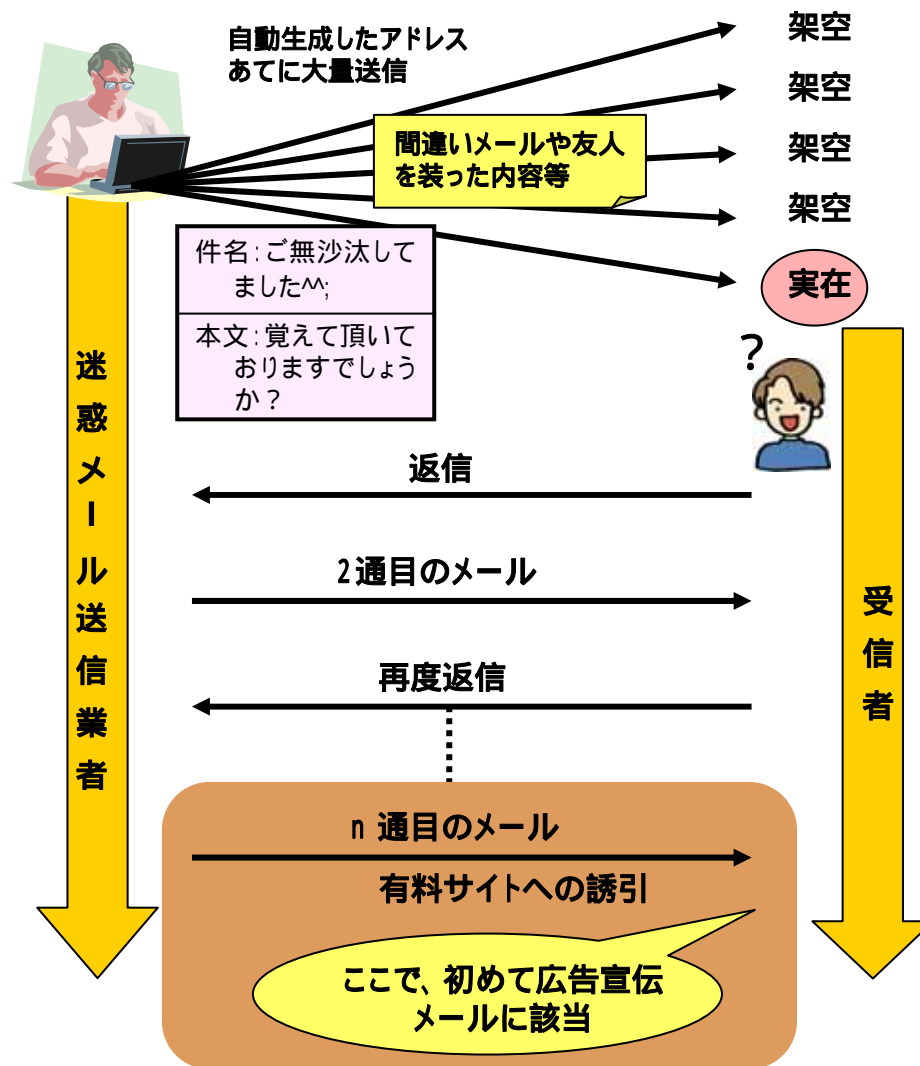 自動生成したアドレス
あてに大量送信
架空
架空
架空
架空
実在
間違いメールや友人
を装った内容等
件名:ご無沙汰して
ました^^;
本文:覚えて頂いて
おりますでしょう
か?
?
迷惑メール送信業者
受信者
返信
2通目のメール
再度返信
n 通目のメール
有料サイトへの誘引
ここで、初めて広告宣伝
メールに該当